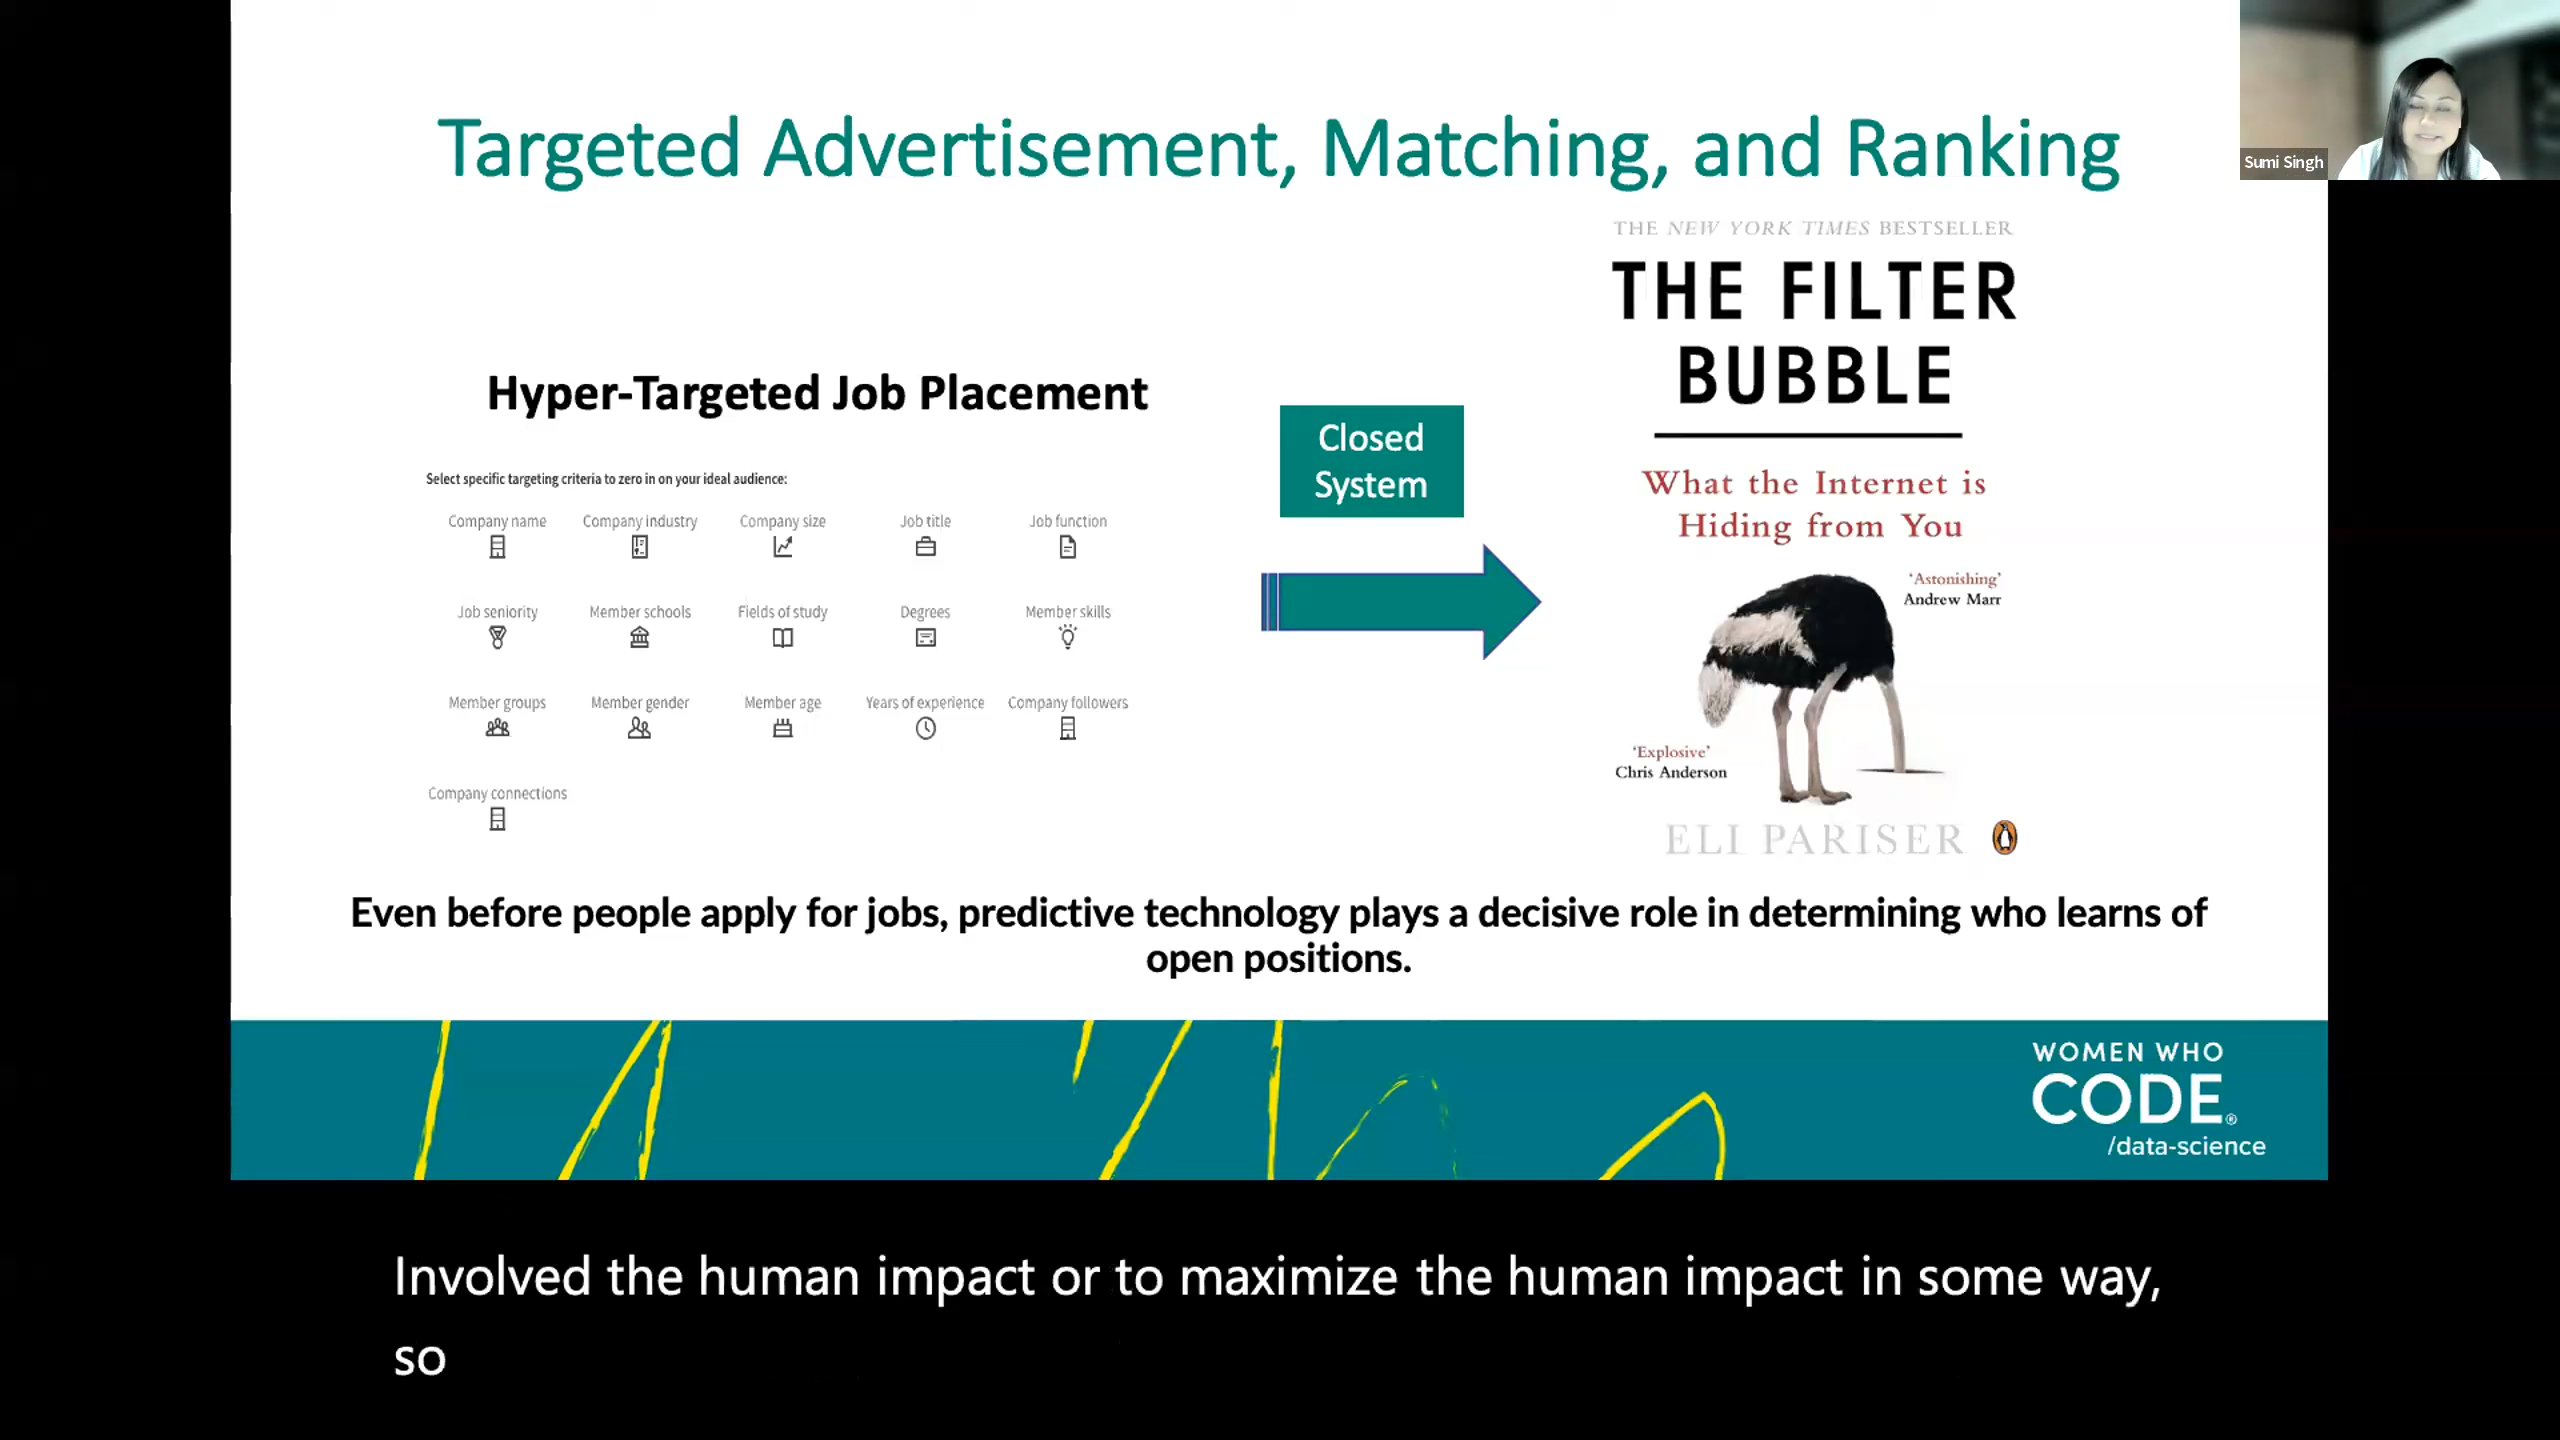 Targeted Advertisement, Matching, and Ranking
Sumi Singh
Hyper-Targeted Job Placement
Select specific targeting criteria to zero in on your ideal audience:
Company name Company industry Company size Job title Job function
Job seniority Member schools Fields of study Degrees Member skills
Member groups Member gender Member age Years of experience Company followers
Company connections
Closed
System
THE NEW YORK TIMES BESTSELLER
THE FILTER
BUBBLE
What the Internet is
Hiding from You
‘Astonishing’
Andrew Marr
‘Explosive’
Chris Anderson
ELI PARISER
Even before people apply for jobs, predictive technology plays a decisive role in determining who learns of
open positions.
WOMEN WHO
CODE®
/data-science
Involved the human impact or to maximize the human impact in some way,
so